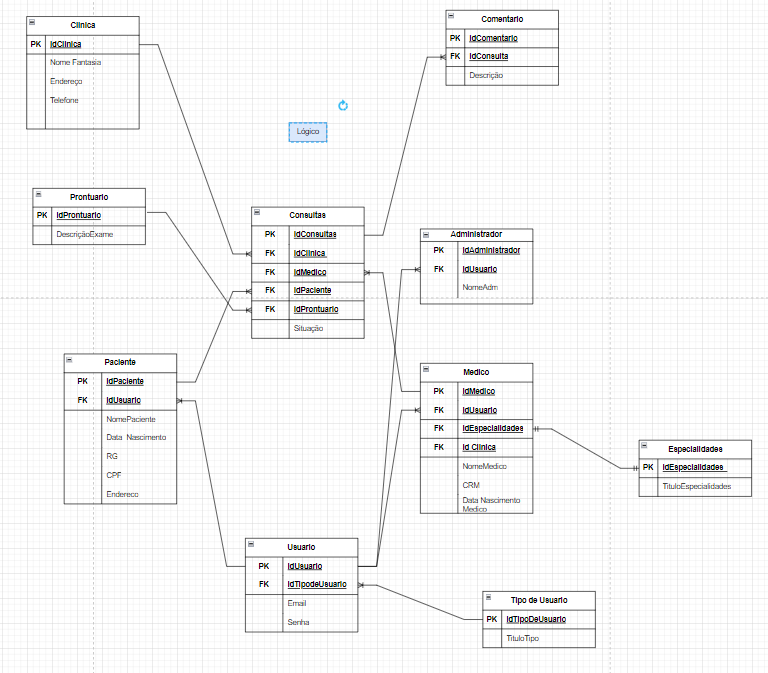 Clinica
PK IdClinica
Nome Fantasia
Endereço
Telefone
Comentario
PK IdComentario
FK IdConsulta
Descrição
Lógico
Prontuario
PK IdProntuario
DescriçãoExame
Consultas
PK IdConsultas
FK IdClinica
FK IdMedico
FK IdPaciente
FK IdProntuario
Situação
Administrador
PK IdAdministrador
FK IdUsuario
NomeAdm
Paciente
PK IdPaciente
FK IdUsuario
NomePaciente
Data Nascimento
RG
CPF
Endereco
Medico
PK IdMedico
FK IdUsuario
FK IdEspecialidades
FK Id Clinica
NomeMedico
CRM
Data Nascimento
Medico
Especialidades
PK IdEspecialidades
TituloEspecialidades
Usuario
PK IdUsuario
FK IdTipodeUsuario
Email
Senha
Tipo de Usuario
PK IdTipoDeUsuario
TituloTipo